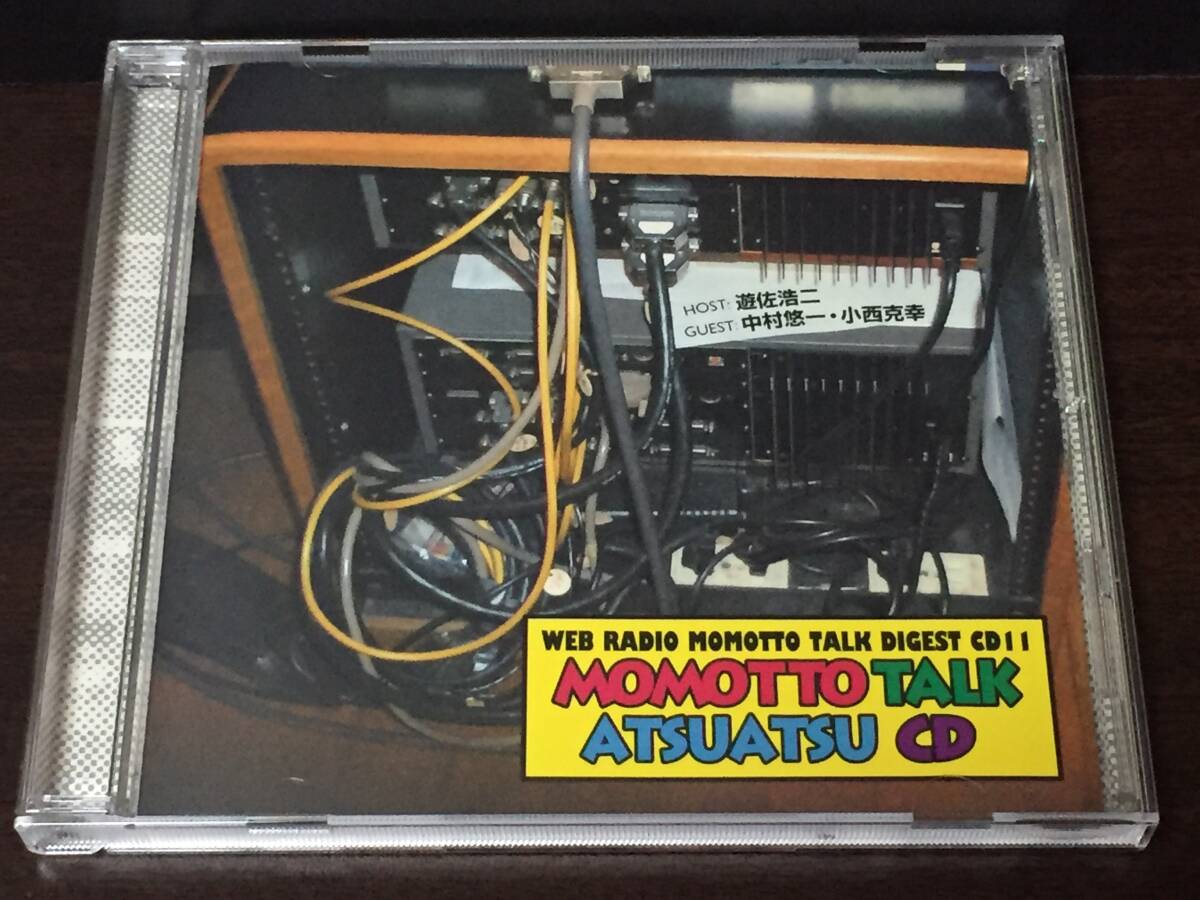 HOST: 遊佐浩二
GUEST: 中村悠一・小西克幸
WEB RADIO MOMOTTO TALK DIGEST CD11
MOMOTTO TALK
ATSUATSU CD